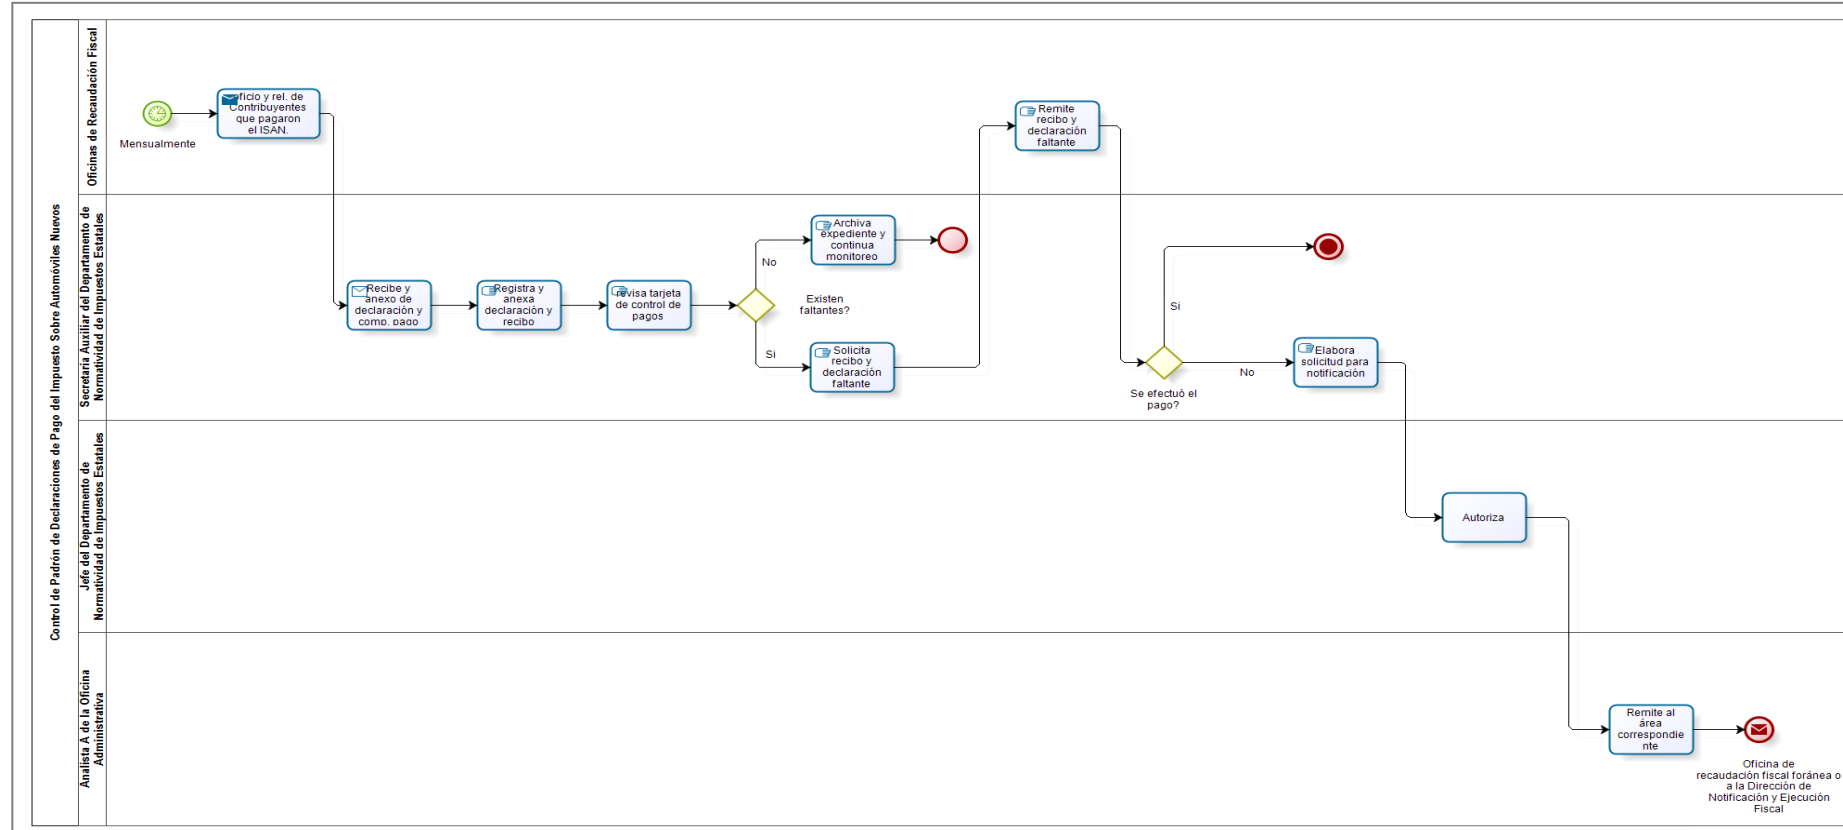 Control de Padrón de Declaraciones de Pago del Impuesto Sobre Automóviles Nuevos
Oficinas de Recaudación Fiscal
Mensualmente
ficio y rel. de
Contribuyentes
que pagaron
el ISAN.
Remite
recibo y
declaración
faltante
Secretaria Auxiliar del Departamento de
Normatividad de Impuestos Estatales
Recibe y
anexo de
declaración y
comp. pago
Registra y
anexa
declaración y
recibo
revisa tarjeta
de control de
pagos
Existen
faltantes?
No
Archiva
expediente y
continua
monitoreo
Si
Solicita
recibo y
declaración
faltante
Se efectuó el
pago?
Si
No
Elabora
solicitud para
notificación
Jefe del Departamento de
Normatividad de Impuestos Estatales
Autoriza
Analista A de la Oficina
Administrativa
Remite al
área
correspondie
nte
Oficina de
recaudación fiscal foránea o
a la Dirección de
Notificación y Ejecución
Fiscal